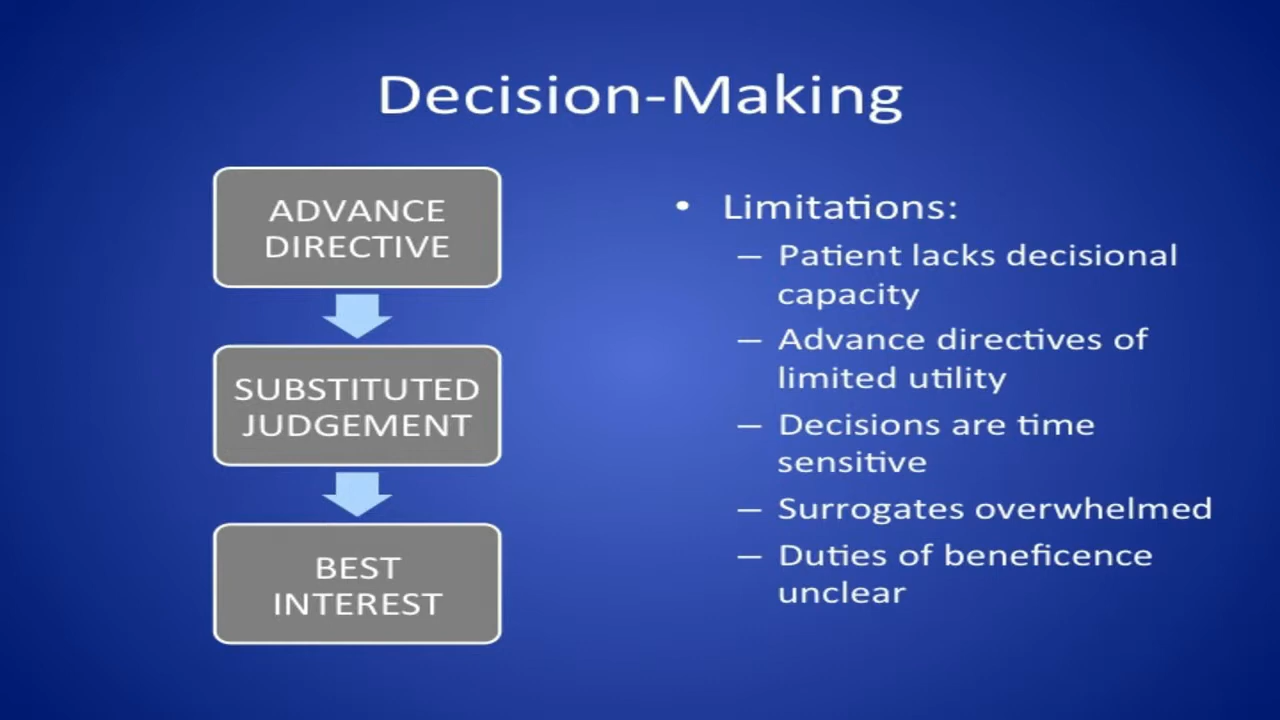 Decision-Making
ADVANCE
DIRECTIVE
SUBSTITUTED
JUDGEMENT
BEST
INTEREST
• Limitations:
– Patient lacks decisional
capacity
– Advance directives of
limited utility
– Decisions are time
sensitive
– Surrogates overwhelmed
– Duties of beneficence
unclear